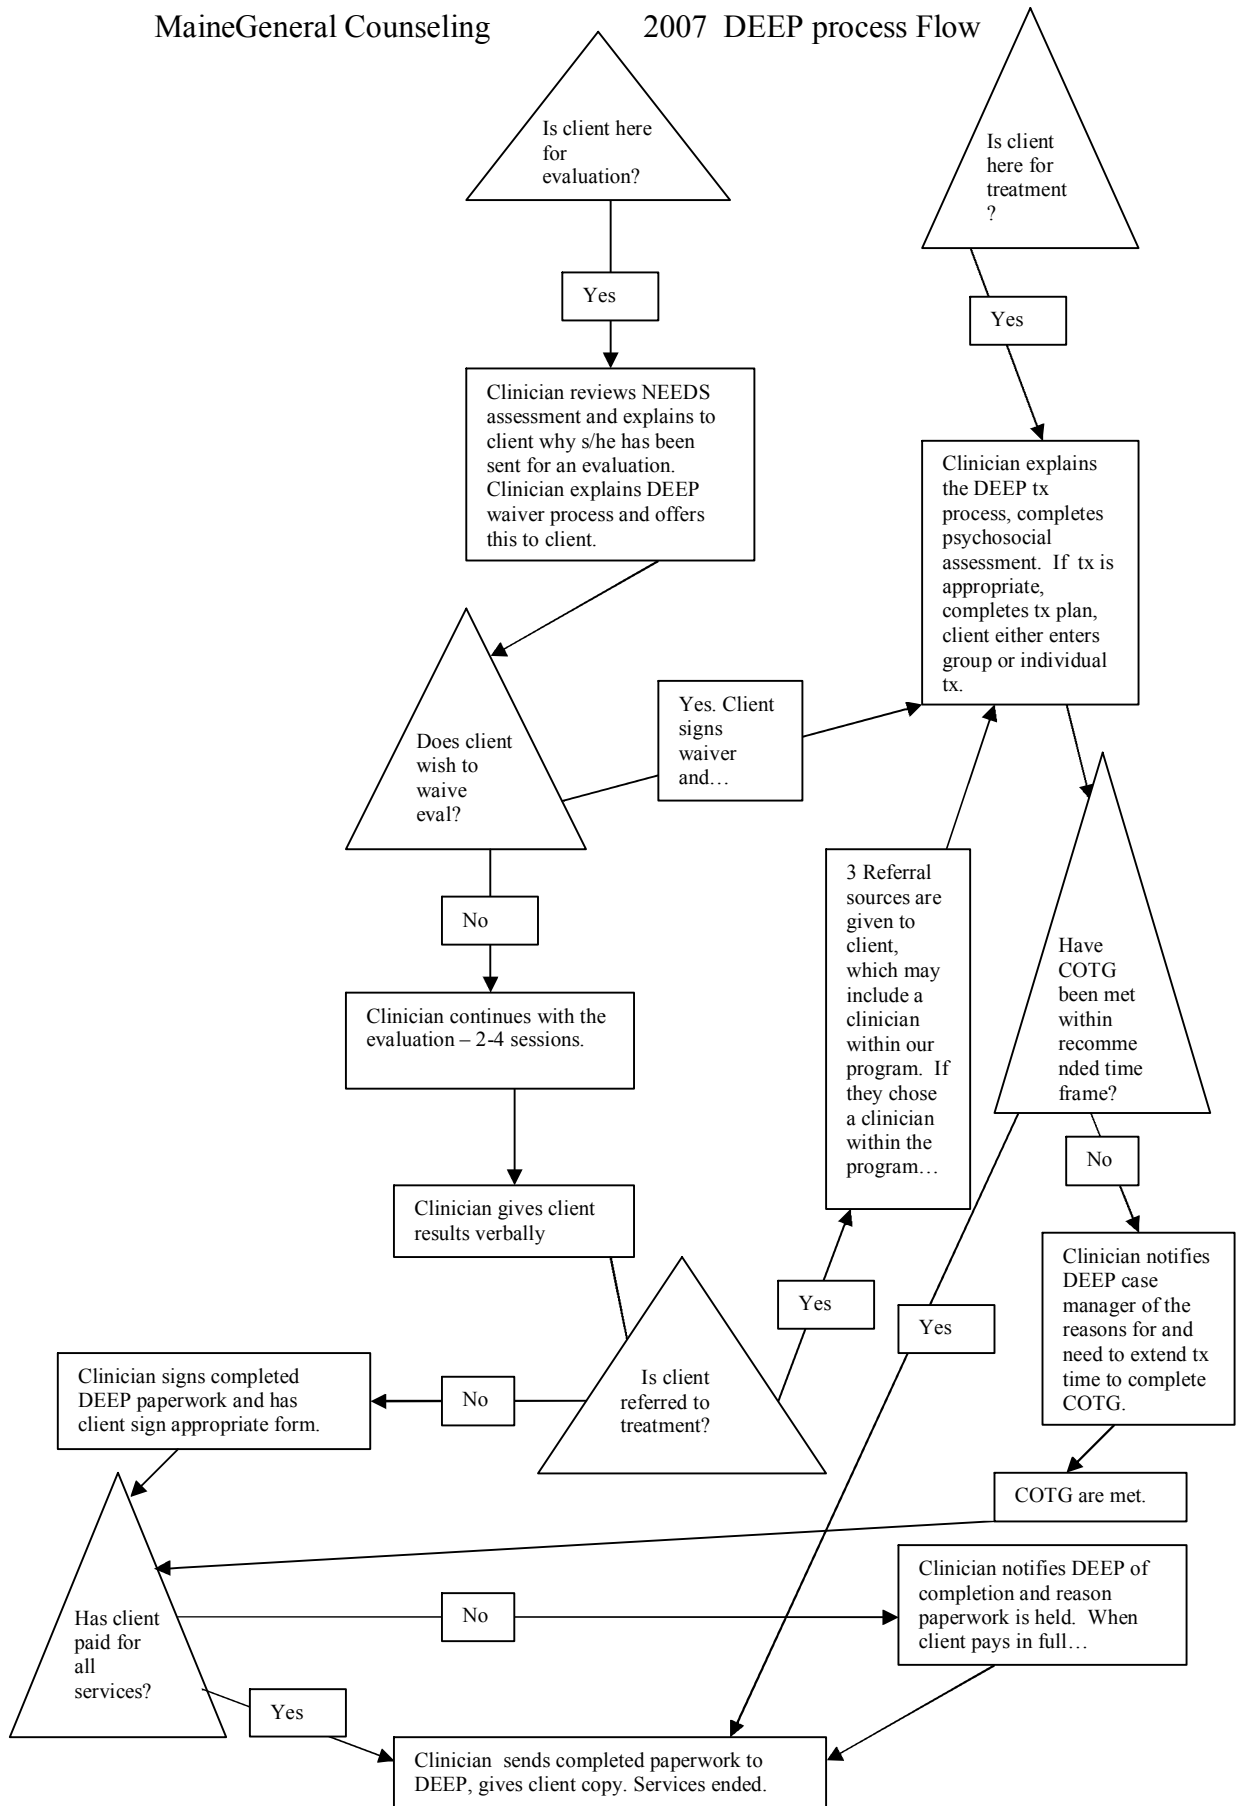 MaineGeneral Counseling 2007 DEEP process Flow
Is client here
for
evaluation?
Is client
here for
treatment
?
Yes
Yes
Clinician reviews NEEDS
assessment and explains to
client why s/he has been
sent for an evaluation.
Clinician explains DEEP
waiver process and offers
this to client.
Clinician explains
the DEEP tx
process, completes
psychosocial
assessment. If tx is
appropriate,
completes tx plan,
client either enters
group or individual
tx.
Does client
wish to
waive
eval?
Yes. Client
signs
waiver
and…
No
3 Referral
sources are
given to
client,
which may
include a
clinician
within our
program. If
they chose
a clinician
within the
program…
Have
COTG
been met
within
recomme
nded time
frame?
Clinician continues with the
evaluation – 2-4 sessions.
No
Clinician gives client
results verbally
Clinician notifies
DEEP case
manager of the
reasons for and
need to extend tx
time to complete
COTG.
Yes
Yes
Is client
referred to
treatment?
No
Clinician signs completed
DEEP paperwork and has
client sign appropriate form.
COTG are met.
Has client
paid for
all
services?
No
Clinician notifies DEEP of
completion and reason
paperwork is held. When
client pays in full…
Yes
Clinician sends completed paperwork to
DEEP, gives client copy. Services ended.